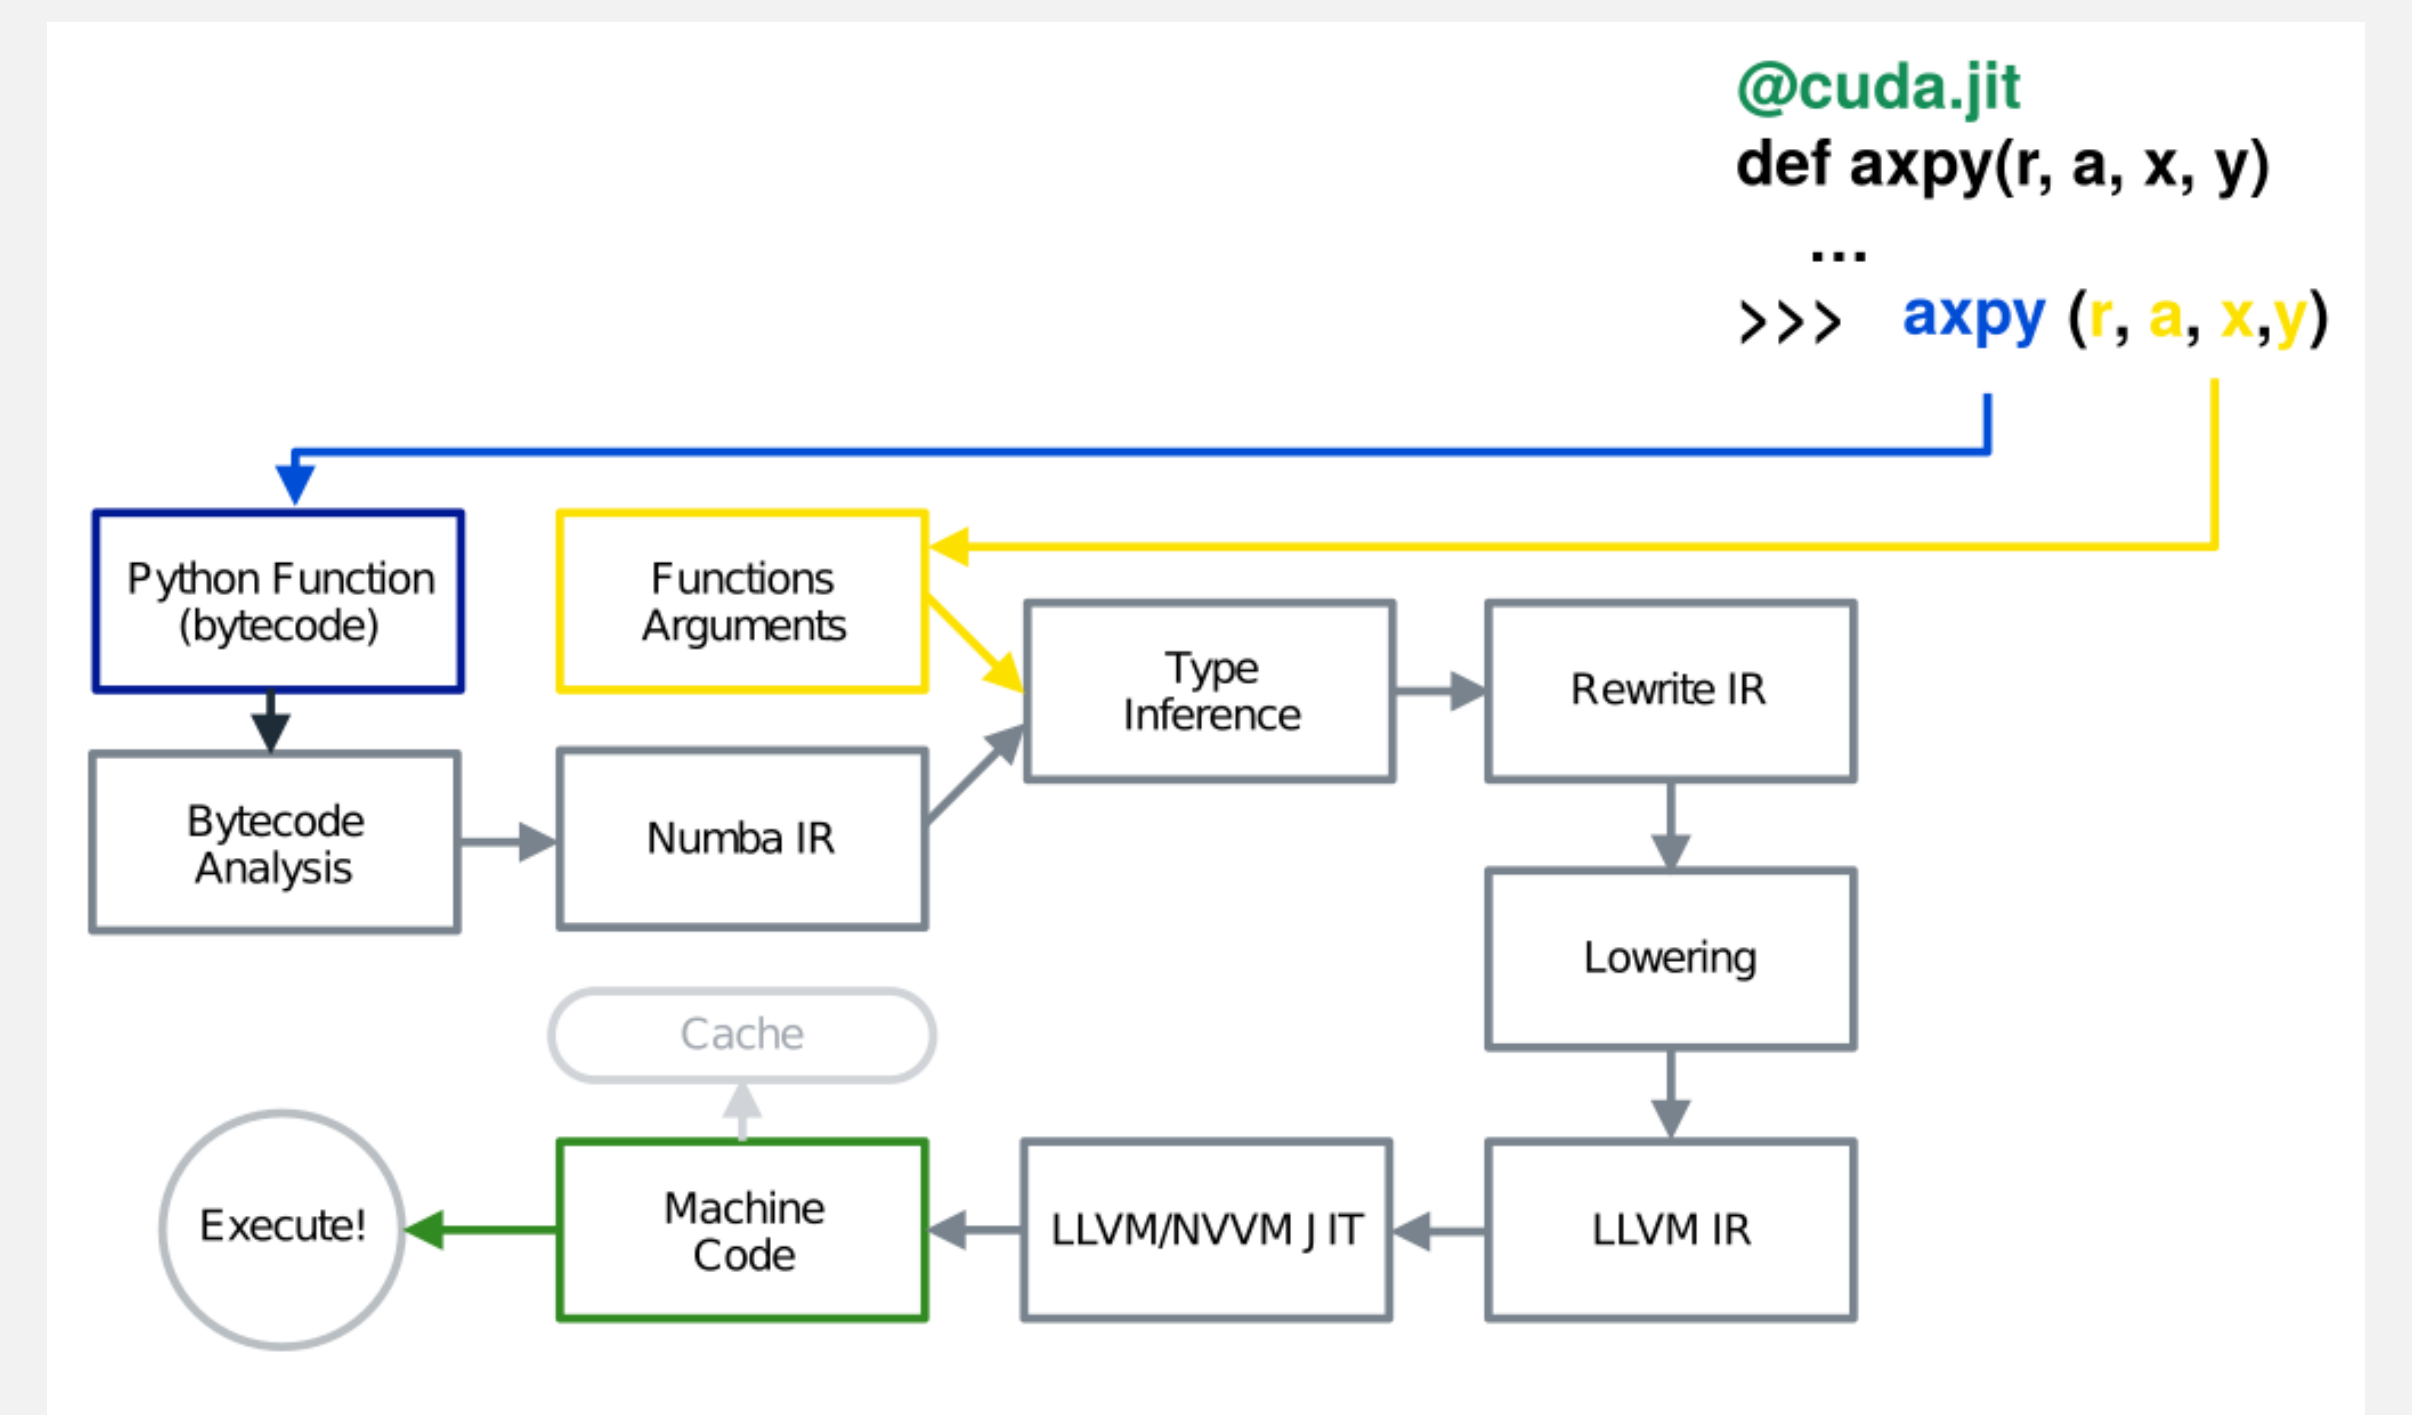 @cuda.jit
def axpy(r, a, x, y)
...
>>> axpy (r, a, x,y)
Python Function
(bytecode)
Functions
Arguments
Type
Inference
Rewrite IR
Bytecode
Analysis
Numba IR
Lowering
Cache
Execute!
Machine
Code
LLVM/NVVM JIT
LLVM IR